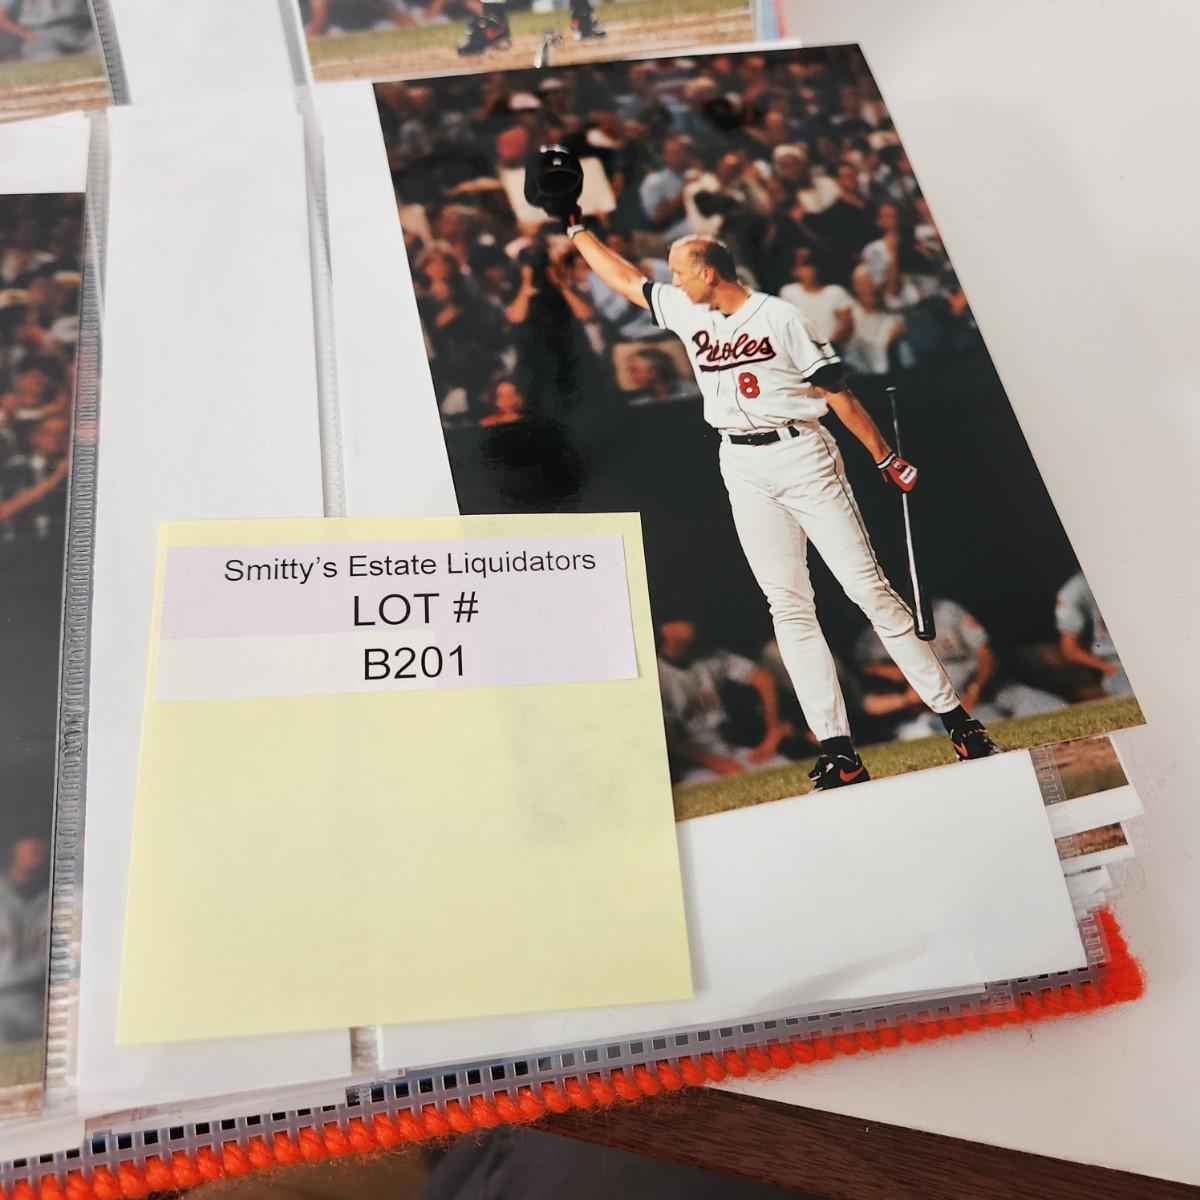 Orioles
8
Smitty's Estate Liquidators
LOT #
B201